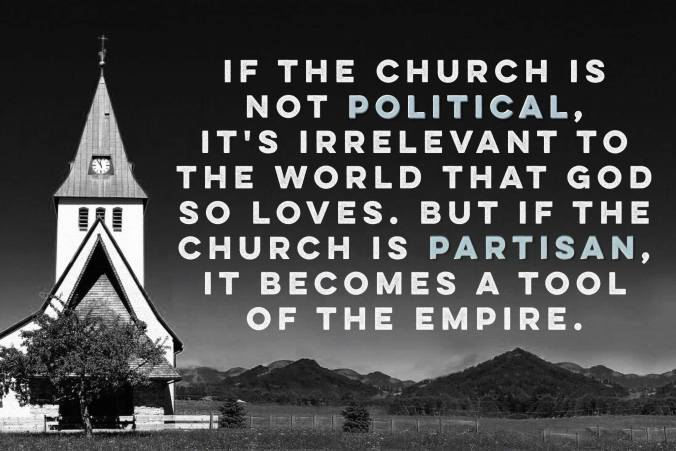 IF THE CHURCH IS
NOT POLITICAL,
IT'S IRRELEVANT TO
THE WORLD THAT GOD
SO LOVES. BUT IF THE
CHURCH IS PARTISAN,
IT BECOMES A TOOL
OF THE EMPIRE.